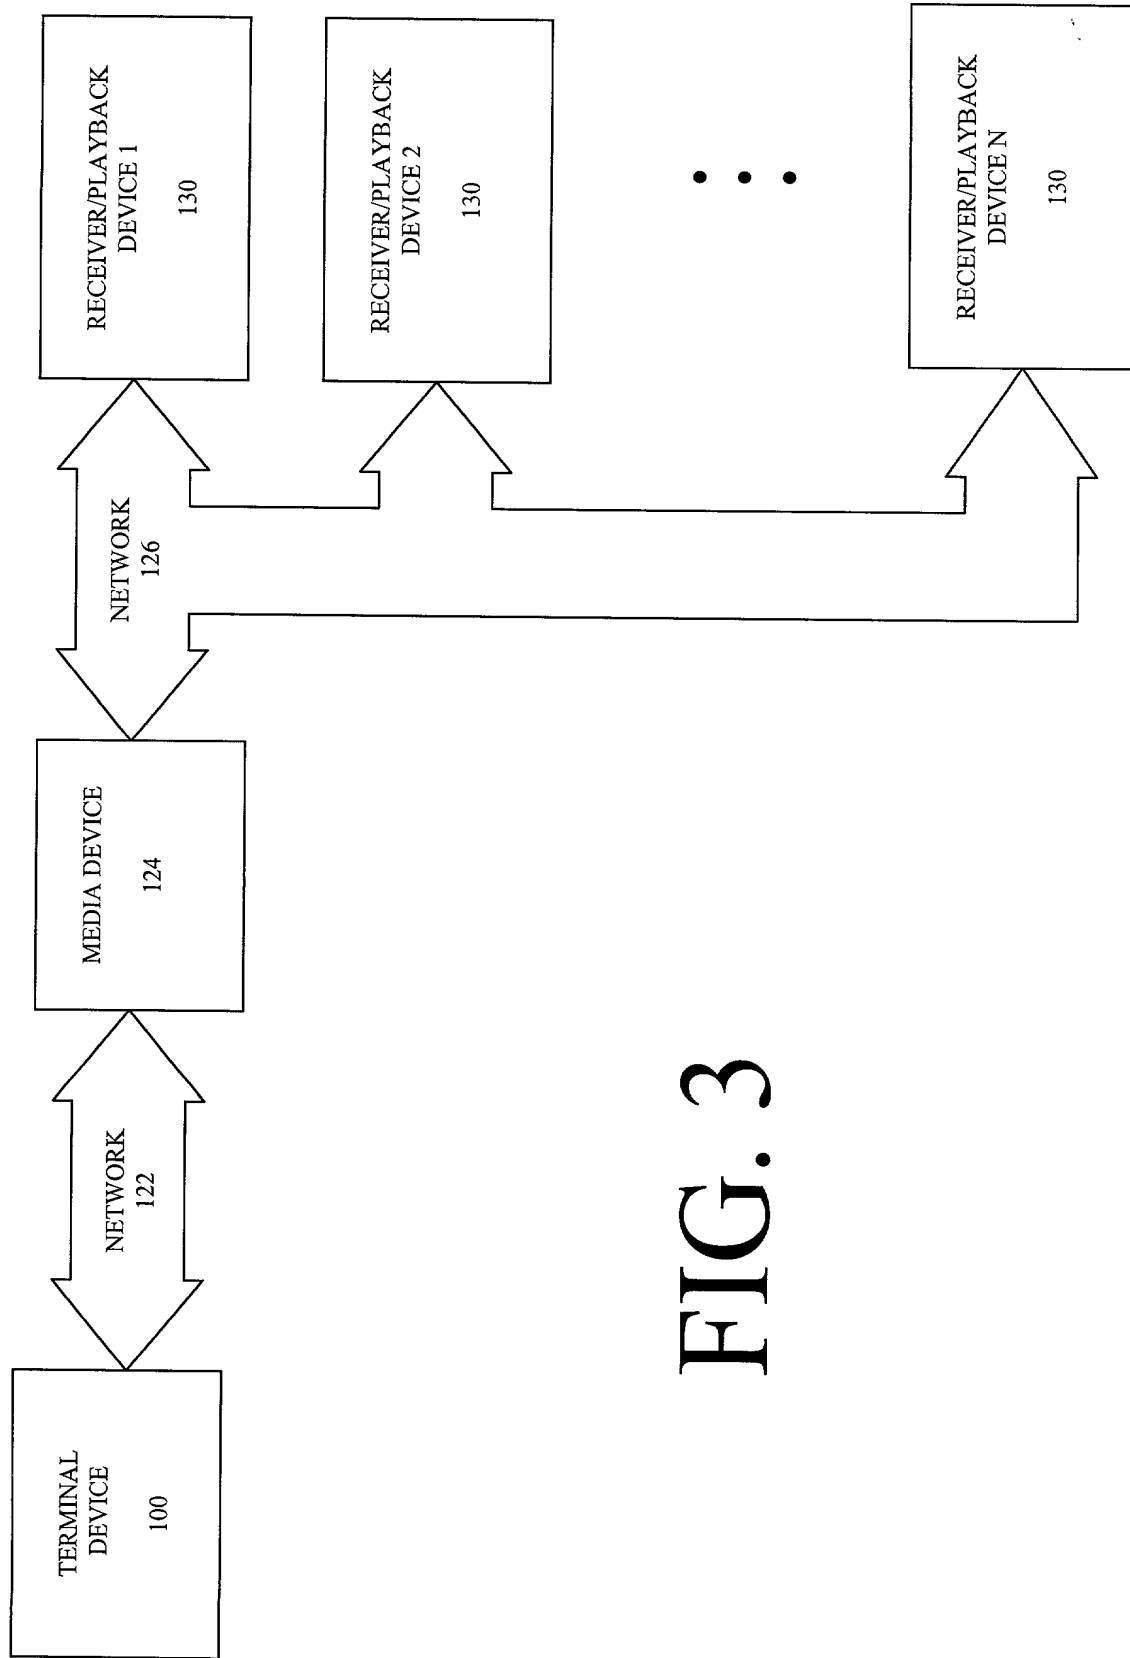 TERMINAL
DEVICE
100
NETWORK
122
MEDIA DEVICE
124
NETWORK
126
RECEIVER/PLAYBACK
DEVICE 1
130
RECEIVER/PLAYBACK
DEVICE 2
130
RECEIVER/PLAYBACK
DEVICE N
130
FIG. 3